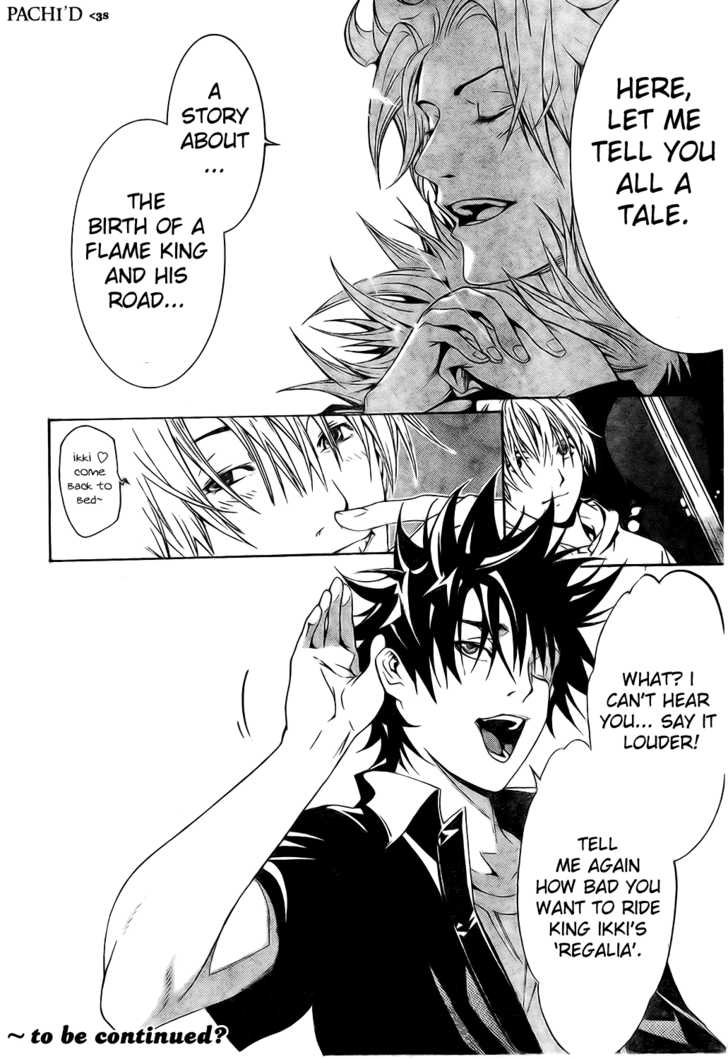 PACHI'D <38
HERE,
LET ME
TELL YOU
ALL A
TALE.
A
STORY
ABOUT
...
THE
BIRTH OF A
FLAME KING
AND HIS
ROAD...
ikki ♡
come
Back to
Bed~
WHAT? I
CAN'T HEAR
YOU... SAY IT
LOUDER!
TELL
ME AGAIN
HOW BAD YOU
WANT TO RIDE
KING IKKI'S
'REGALIA'.
~ to be continued?